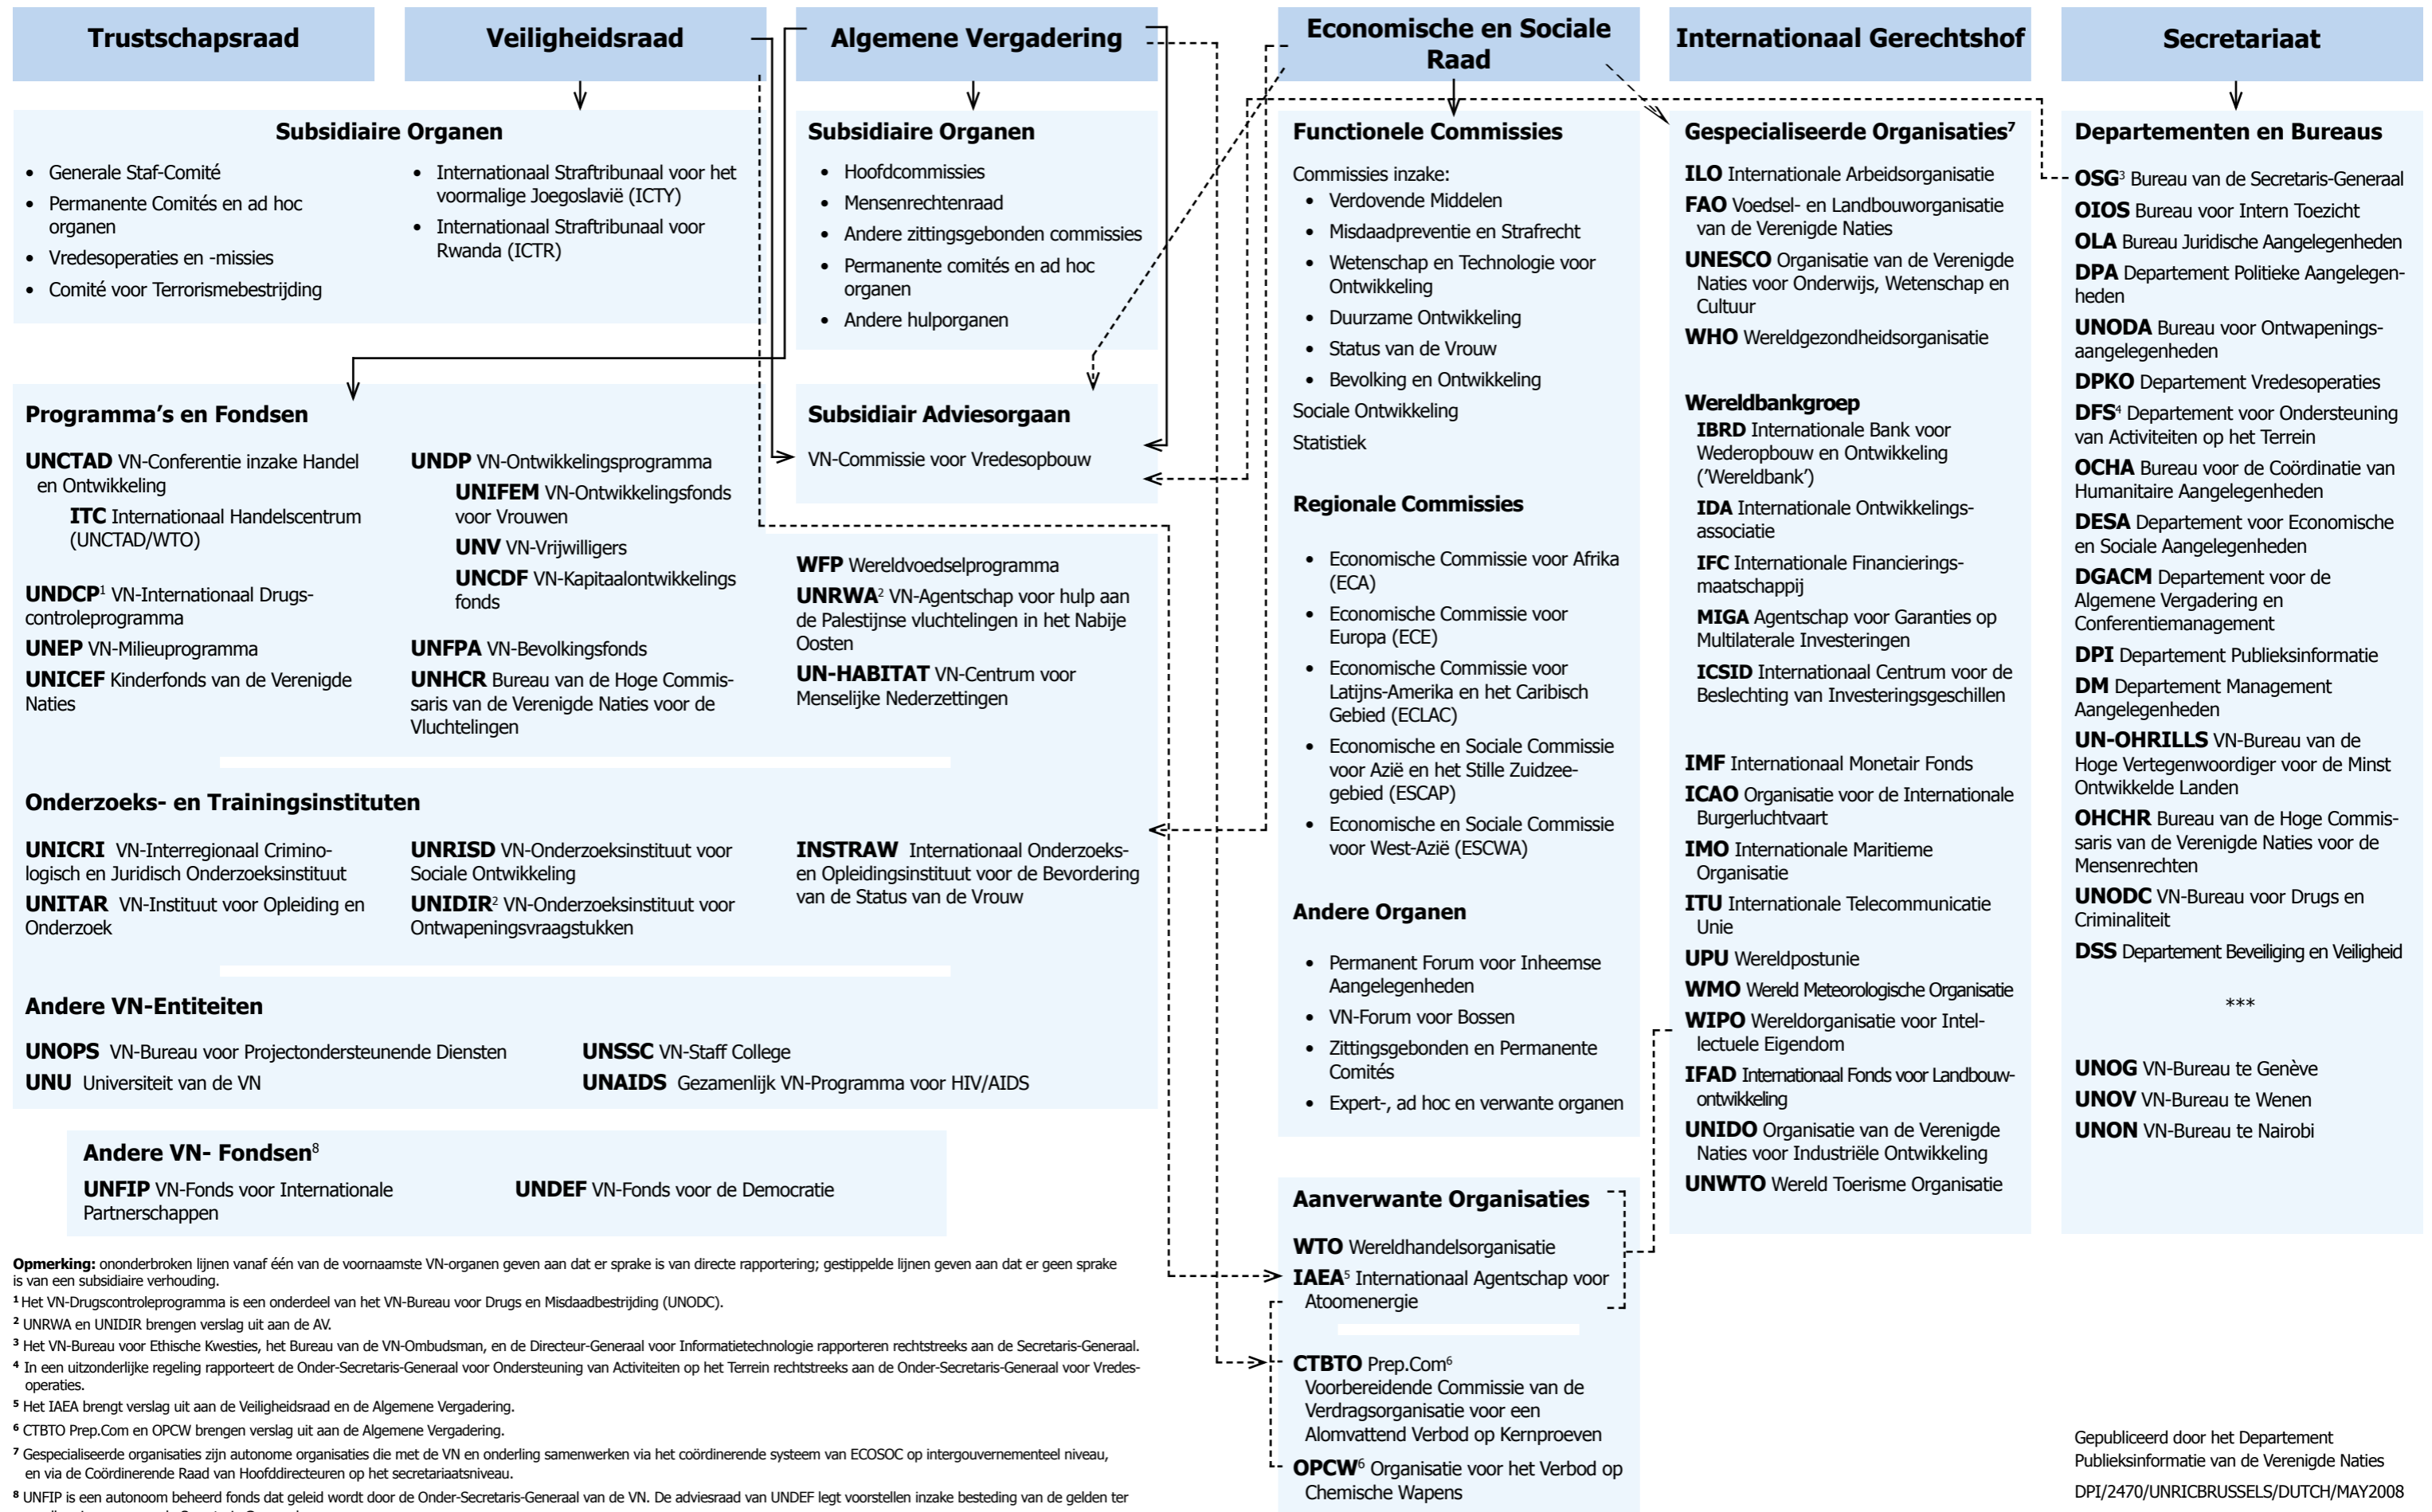 Trustschapsraad
Veiligheidsraad
Algemene Vergadering
Economische en Sociale
Raad
Internationaal Gerechtshof
Secretariaat
Subsidiaire Organen
• Generale Staf-Comité
• Permanente Comités en ad hoc
organen
• Vredesoperaties en -missies
• Comité voor Terrorismebestrijding
• Internationaal Straftribunaal voor het
voormalige Joegoslavië (ICTY)
• Internationaal Straftribunaal voor
Rwanda (ICTR)
Subsidiaire Organen
• Hoofdcommissies
• Mensenrechtenraad
• Andere zittingsgebonden commissies
• Permanente comités en ad hoc
organen
• Andere hulporganen
Subsidiair Adviesorgaan
VN-Commissie voor Vredesopbouw
Programma's en Fondsen
UNCTAD VN-Conferentie inzake Handel
en Ontwikkeling
ITC Internationaal Handelscentrum
(UNCTAD/WTO)
UNDCP¹ VN-Internationaal Drugs-
controleprogramma
UNEP VN-Milieuprogramma
UNICEF Kinderfonds van de Verenigde
Naties
UNDP VN-Ontwikkelingsprogramma
UNIFEM VN-Ontwikkelingsfonds
voor Vrouwen
UNV VN-Vrijwilligers
UNCDF VN-Kapitaalontwikkelings
fonds
UNFPA VN-Bevolkingsfonds
UNHCR Bureau van de Hoge Commis-
saris van de Verenigde Naties voor de
Vluchtelingen
WFP Wereldvoedselprogramma
UNRWA² VN-Agentschap voor hulp aan
de Palestijnse vluchtelingen in het Nabije
Oosten
UN-HABITAT VN-Centrum voor
Menselijke Nederzettingen
Onderzoeks- en Trainingsinstituten
UNICRI VN-Interregionaal Crimino-
logisch en Juridisch Onderzoeksinstituut
UNITAR VN-Instituut voor Opleiding en
Onderzoek
UNRISD VN-Onderzoeksinstituut voor
Sociale Ontwikkeling
UNIDIR² VN-Onderzoeksinstituut voor
Ontwapeningsvraagstukken
INSTRAW Internationaal Onderzoeks-
en Opleidingsinstituut voor de Bevordering
van de Status van de Vrouw
Andere VN-Entiteiten
UNOPS VN-Bureau voor Projectondersteunende Diensten
UNU Universiteit van de VN
UNSSC VN-Staff College
UNAIDS Gezamenlijk VN-Programma voor HIV/AIDS
Andere VN- Fondsen⁸
UNFIP VN-Fonds voor Internationale
Partnerschappen
UNDEF VN-Fonds voor de Democratie
Functionele Commissies
Commissies inzake:
• Verdovende Middelen
• Misdaadpreventie en Strafrecht
• Wetenschap en Technologie voor
Ontwikkeling
• Duurzame Ontwikkeling
• Status van de Vrouw
• Bevolking en Ontwikkeling
Sociale Ontwikkeling
Statistiek
Regionale Commissies
• Economische Commissie voor Afrika
(ECA)
• Economische Commissie voor
Europa (ECE)
• Economische Commissie voor
Latijns-Amerika en het Caribisch
Gebied (ECLAC)
• Economische en Sociale Commissie
voor Azië en het Stille Zuidzee-
gebied (ESCAP)
• Economische en Sociale Commissie
voor West-Azië (ESCWA)
Andere Organen
• Permanent Forum voor Inheemse
Aangelegenheden
• VN-Forum voor Bossen
• Zittingsgebonden en Permanente
Comités
• Expert-, ad hoc en verwante organen
Aanverwante Organisaties
WTO Wereldhandelsorganisatie
IAEA⁵ Internationaal Agentschap voor
Atoomenergie
CTBTO Prep.Com⁶
Voorbereidende Commissie van de
Verdragsorganisatie voor een
Alomvattend Verbod op Kernproeven
OPCW⁶ Organisatie voor het Verbod op
Chemische Wapens
Gespecialiseerde Organisaties⁷
ILO Internationale Arbeidsorganisatie
FAO Voedsel- en Landbouworganisatie
van de Verenigde Naties
UNESCO Organisatie van de Verenigde
Naties voor Onderwijs, Wetenschap en
Cultuur
WHO Wereldgezondheidsorganisatie
Wereldbankgroep
IBRD Internationale Bank voor
Wederopbouw en Ontwikkeling
('Wereldbank')
IDA Internationale Ontwikkelings-
associatie
IFC Internationale Financierings-
maatschappij
MIGA Agentschap voor Garanties op
Multilaterale Investeringen
ICSID Internationaal Centrum voor de
Beslechting van Investeringsgeschillen
IMF Internationaal Monetair Fonds
ICAO Organisatie voor de Internationale
Burgerluchtvaart
IMO Internationale Maritieme
Organisatie
ITU Internationale Telecommunicatie
Unie
UPU Wereldpostunie
WMO Wereld Meteorologische Organisatie
WIPO Wereldorganisatie voor Intel-
lectuele Eigendom
IFAD Internationaal Fonds voor Landbouw-
ontwikkeling
UNIDO Organisatie van de Verenigde
Naties voor Industriële Ontwikkeling
UNWTO Wereld Toerisme Organisatie
Departementen en Bureaus
OSG³ Bureau van de Secretaris-Generaal
OIOS Bureau voor Intern Toezicht
OLA Bureau Juridische Aangelegenheden
DPA Departement Politieke Aangelegen-
heden
UNODA Bureau voor Ontwapenings-
aangelegenheden
DPKO Departement Vredesoperaties
DFS⁴ Departement voor Ondersteuning
van Activiteiten op het Terrein
OCHA Bureau voor de Coördinatie van
Humanitaire Aangelegenheden
DESA Departement voor Economische
en Sociale Aangelegenheden
DGACM Departement voor de
Algemene Vergadering en
Conferentiemanagement
DPI Departement Publieksinformatie
DM Departement Management
Aangelegenheden
UN-OHRILLS VN-Bureau van de
Hoge Vertegenwoordiger voor de Minst
Ontwikkelde Landen
OHCHR Bureau van de Hoge Commis-
saris van de Verenigde Naties voor de
Mensenrechten
UNODC VN-Bureau voor Drugs en
Criminaliteit
DSS Departement Beveiliging en Veiligheid
***
UNOG VN-Bureau te Genève
UNOV VN-Bureau te Wenen
UNON VN-Bureau te Nairobi
Opmerking: ononderbroken lijnen vanaf één van de voornaamste VN-organen geven aan dat er sprake is van directe rapportering; gestippelde lijnen geven aan dat er geen sprake
is van een subsidiaire verhouding.
¹ Het VN-Drugscontroleprogramma is een onderdeel van het VN-Bureau voor Drugs en Misdaadbestrijding (UNODC).
² UNRWA en UNIDIR brengen verslag uit aan de AV.
³ Het VN-Bureau voor Ethische Kwesties, het Bureau van de VN-Ombudsman, en de Directeur-Generaal voor Informatietechnologie rapporteren rechtstreeks aan de Secretaris-Generaal.
⁴ In een uitzonderlijke regeling rapporteert de Onder-Secretaris-Generaal voor Ondersteuning van Activiteiten op het Terrein rechtstreeks aan de Onder-Secretaris-Generaal voor Vredes-
operaties.
⁵ Het IAEA brengt verslag uit aan de Veiligheidsraad en de Algemene Vergadering.
⁶ CTBTO Prep.Com en OPCW brengen verslag uit aan de Algemene Vergadering.
⁷ Gespecialiseerde organisaties zijn autonome organisaties die met de VN en onderling samenwerken via het coördinerende systeem van ECOSOC op intergouvernementeel niveau,
en via de Coördinerende Raad van Hoofddirecteuren op het secretariaatsniveau.
⁸ UNFIP is een autonoom beheerd fonds dat geleid wordt door de Onder-Secretaris-Generaal van de VN. De adviesraad van UNDEF legt voorstellen inzake besteding van de gelden ter
Gepubliceerd door het Departement
Publieksinformatie van de Verenigde Naties
DPI/2470/UNRICBRUSSELS/DUTCH/MAY2008